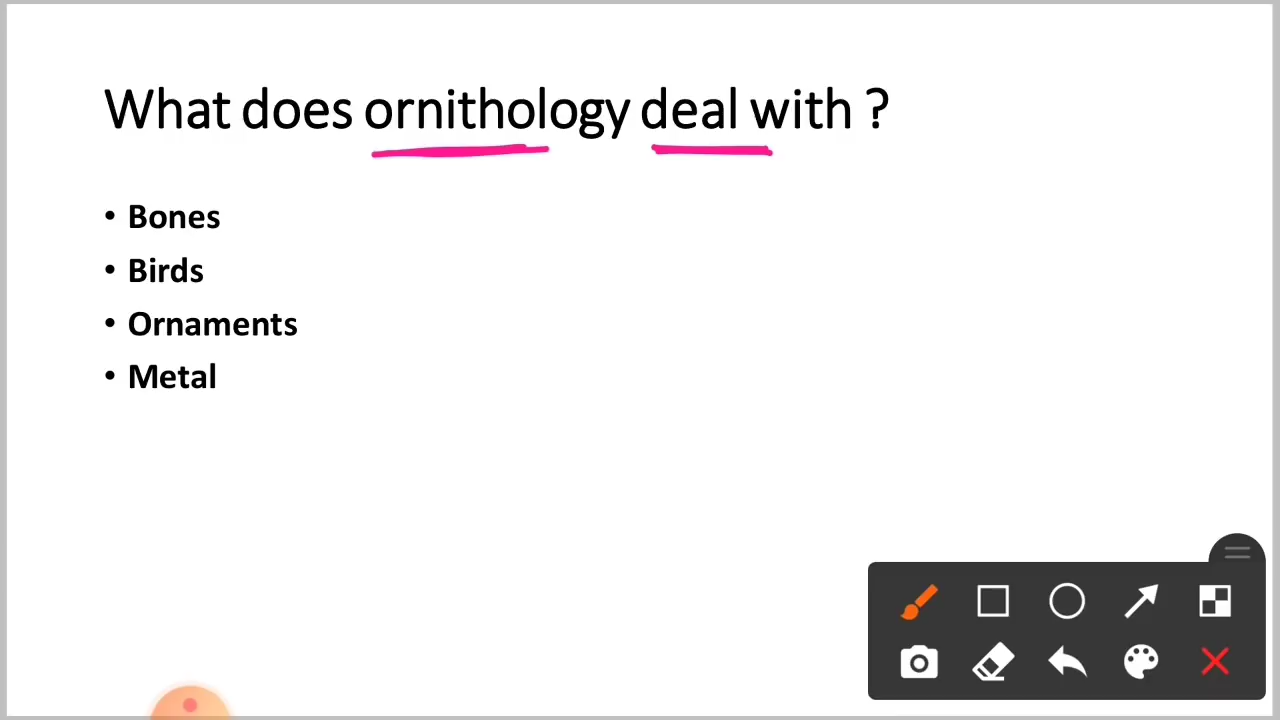 What does ornithology deal with ?
• Bones
• Birds
• Ornaments
• Metal